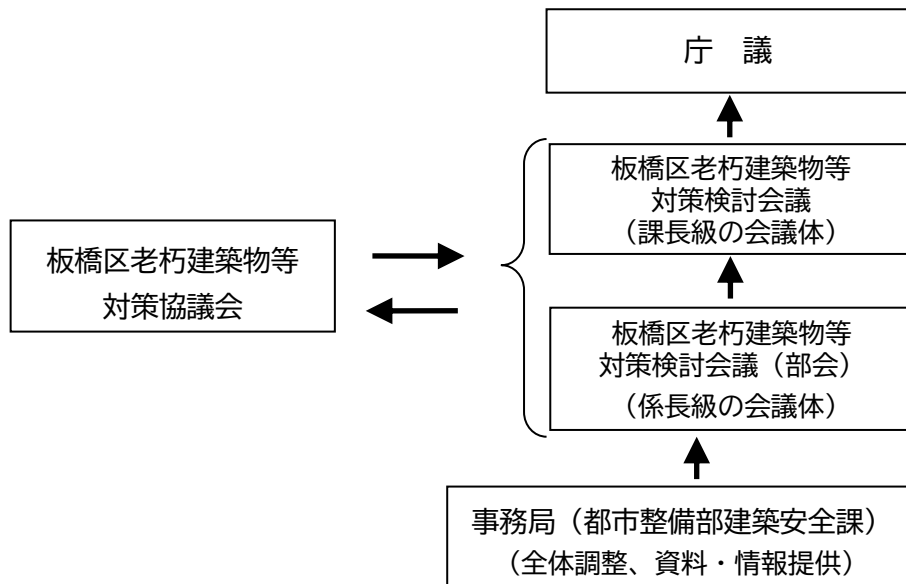 庁　議
板橋区老朽建築物等
対策検討会議
（課長級の会議体）
板橋区老朽建築物等
対策協議会
板橋区老朽建築物等
対策検討会議（部会）
（係長級の会議体）
事務局（都市整備部建築安全課）
（全体調整、資料・情報提供）